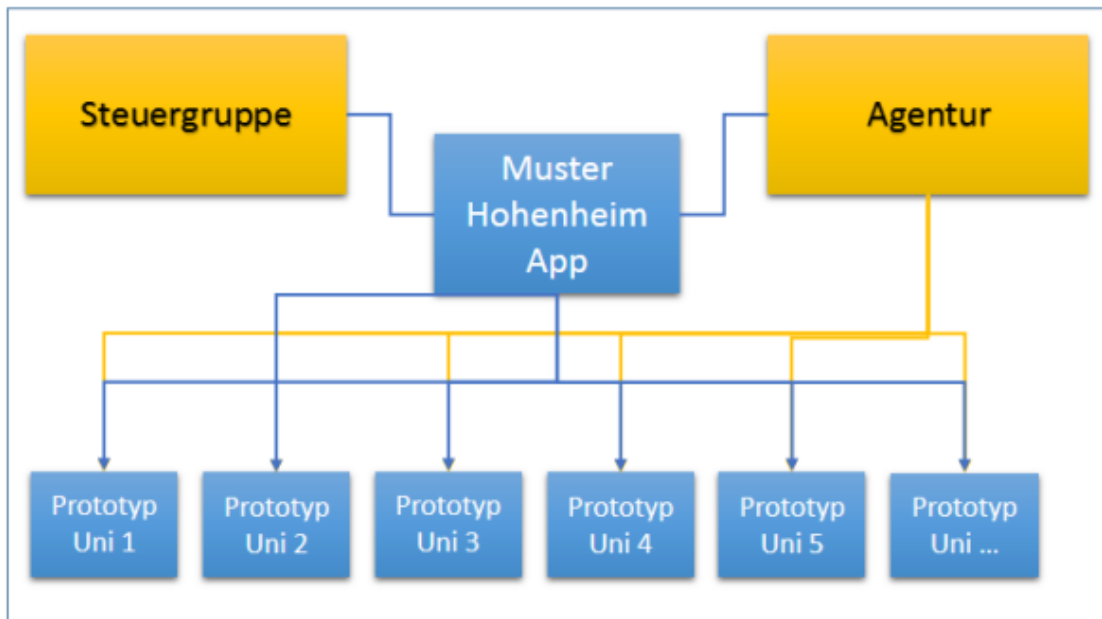 Steuergruppe
Agentur
Muster
Hohenheim
App
Prototyp
Uni 1
Prototyp
Uni 2
Prototyp
Uni 3
Prototyp
Uni 4
Prototyp
Uni 5
Prototyp
Uni ...